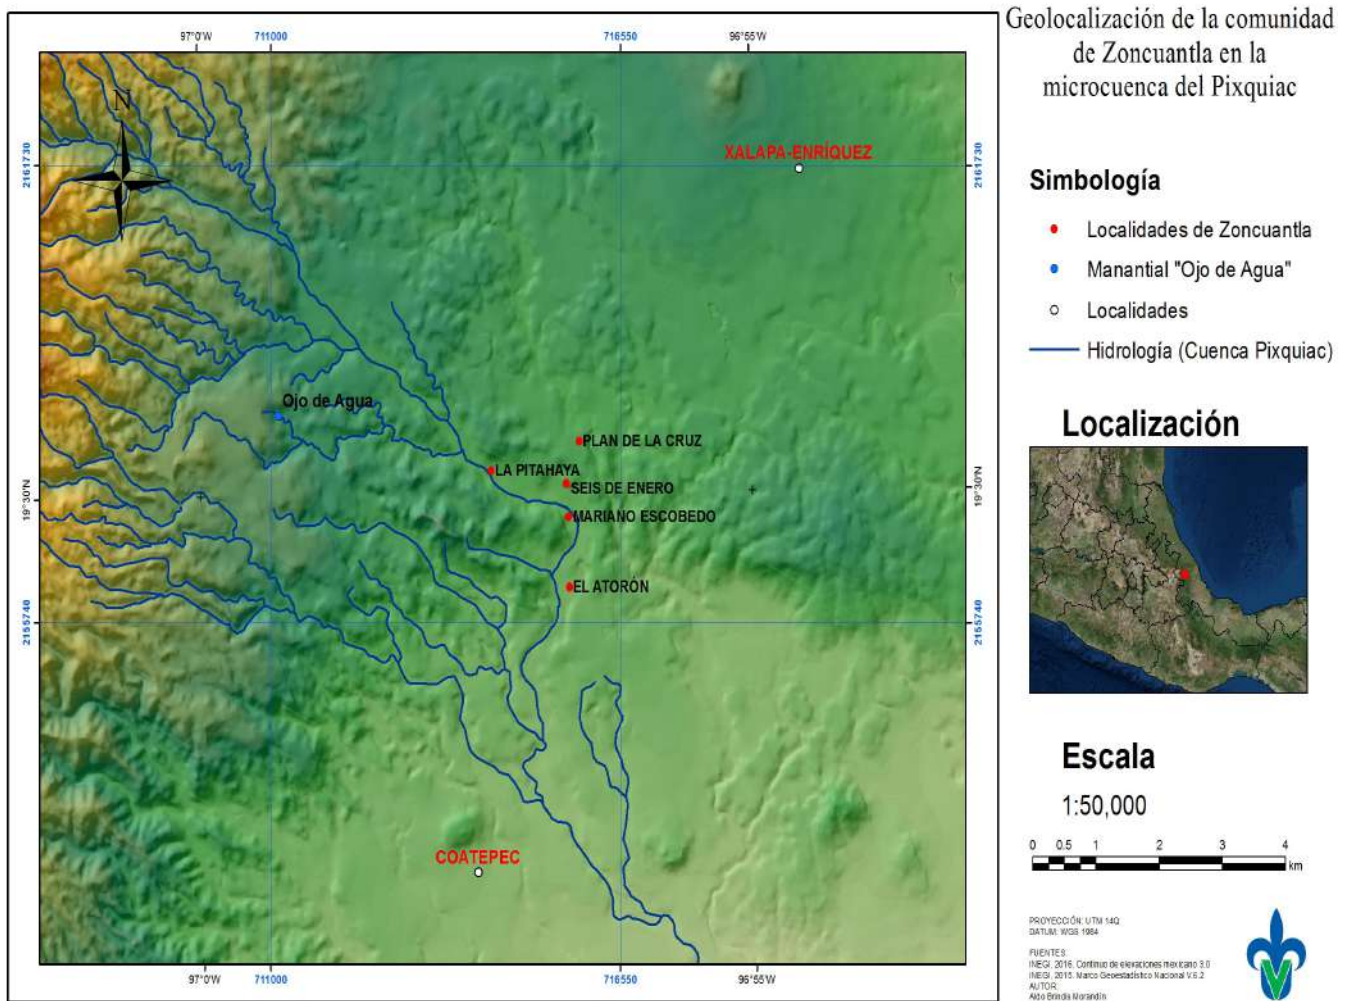 Geolocalización de la comunidad
de Zoncuantla en la
microcuenca del Pixquiac
97°0'W
711000
716550
96°55'W
N
2161730
2161730
XALAPA-ENRÍQUEZ
Ojo de Agua
PLAN DE LA CRUZ
LA PITAHAYA
SEIS DE ENERO
19°30'N
19°30'N
MARIANO ESCOBEDO
EL ATORÓN
2155740
2155740
COATEPEC
97°0'W
711000
716550
96°55'W
Simbología
Localidades de Zoncuantla
Manantial "Ojo de Agua"
Localidades
Hidrología (Cuenca Pixquiac)
Localización
Escala
1:50,000
0 0.5 1 2 3 4
km
PROYECCIÓN: UTM 14Q
DATUM: WGS 1984
FUENTES:
INEGI, 2016. Continuo de elevaciones mexicano 3.0
INEGI, 2015. Marco Geoestadístico Nacional V.6.2
AUTOR:
Aldo Brindis Morandín